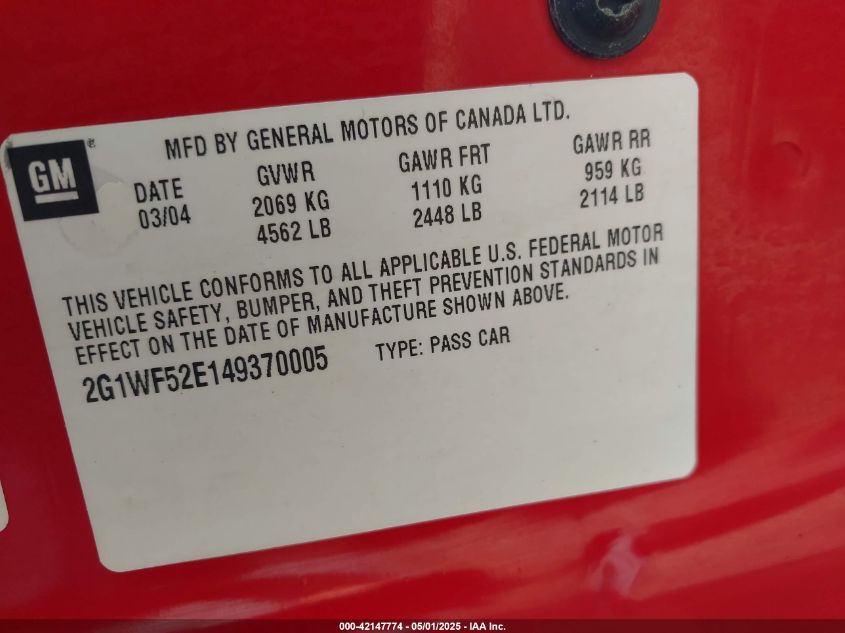 MFD BY GENERAL MOTORS OF CANADA LTD.
GM®
DATE GVWR GAWR FRT GAWR RR
03/04 2069 KG 1110 KG 959 KG
4562 LB 2448 LB 2114 LB
THIS VEHICLE CONFORMS TO ALL APPLICABLE U.S. FEDERAL MOTOR
VEHICLE SAFETY, BUMPER, AND THEFT PREVENTION STANDARDS IN
EFFECT ON THE DATE OF MANUFACTURE SHOWN ABOVE.
2G1WF52E149370005 TYPE: PASS CAR
000-42147774 - 05/01/2025 - IAA Inc.